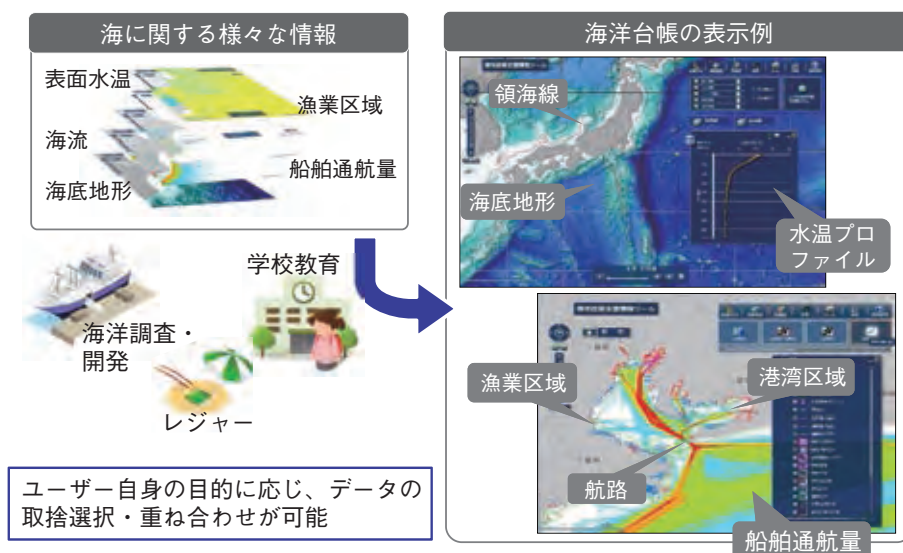 海に関する様々な情報
表面水温
漁業区域
海流
船舶通航量
海底地形
学校教育
海洋調査・
開発
レジャー
ユーザー自身の目的に応じ、データの
取捨選択・重ね合わせが可能
海洋台帳の表示例
領海線
海底地形
水温プロ
ファイル
漁業区域
港湾区域
航路
船舶通航量